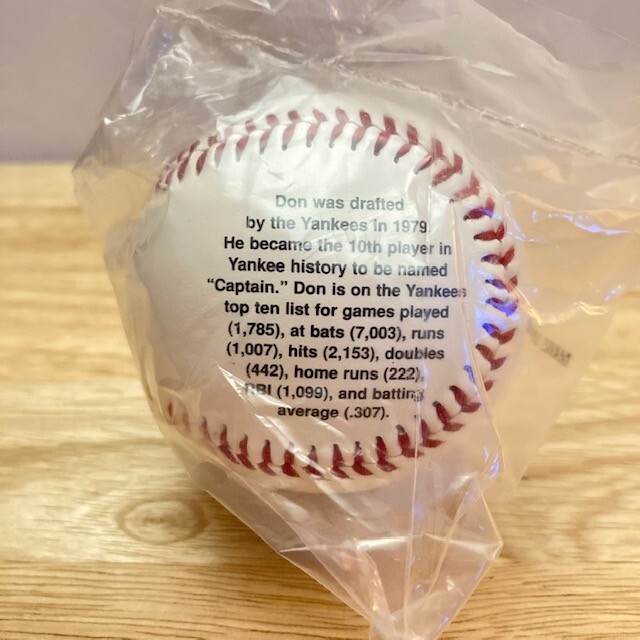 Don was drafted
by the Yankees in 1979.
He became the 10th player in
Yankee history to be named
“Captain.” Don is on the Yankees
top ten list for games played
(1,785), at bats (7,003), runs
(1,007), hits (2,153), doubles
(442), home runs (222),
RBI (1,099), and batting
average (.307).